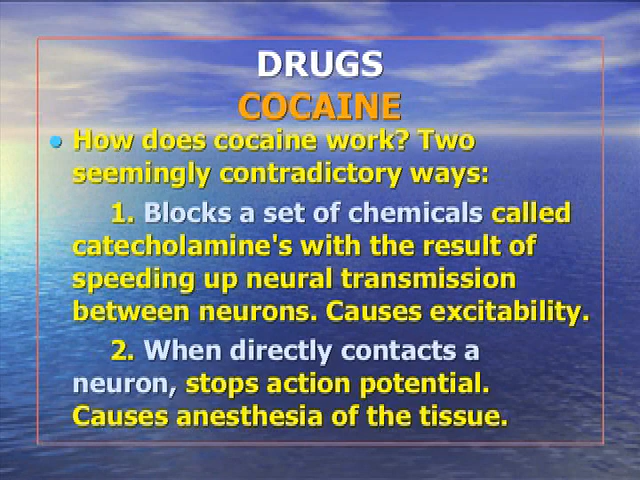 DRUGS
COCAINE
• How does cocaine work? Two
seemingly contradictory ways:
1. Blocks a set of chemicals called
catecholamine's with the result of
speeding up neural transmission
between neurons. Causes excitability.
2. When directly contacts a
neuron, stops action potential.
Causes anesthesia of the tissue.